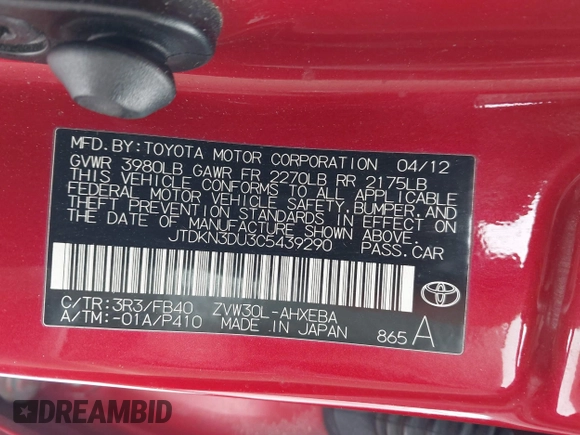 MFD.BY:TOYOTA MOTOR CORPORATION 04/12
GVWR 3980LB GAWR FR 2270LB RR 2175LB
THIS VEHICLE CONFORMS TO ALL APPLICABLE
FEDERAL MOTOR VEHICLE SAFETY,BUMPER,AND
THEFT PREVENTION STANDARDS IN EFFECT ON
THE DATE OF MANUFACTURE SHOWN ABOVE.
JTDKN3DU3C5439290 PASS.CAR
C/TR:3R3/FB40 ZVW30L-AHXEBA
A/TM:-01A/P410 MADE IN JAPAN 865 A
DREAMBID